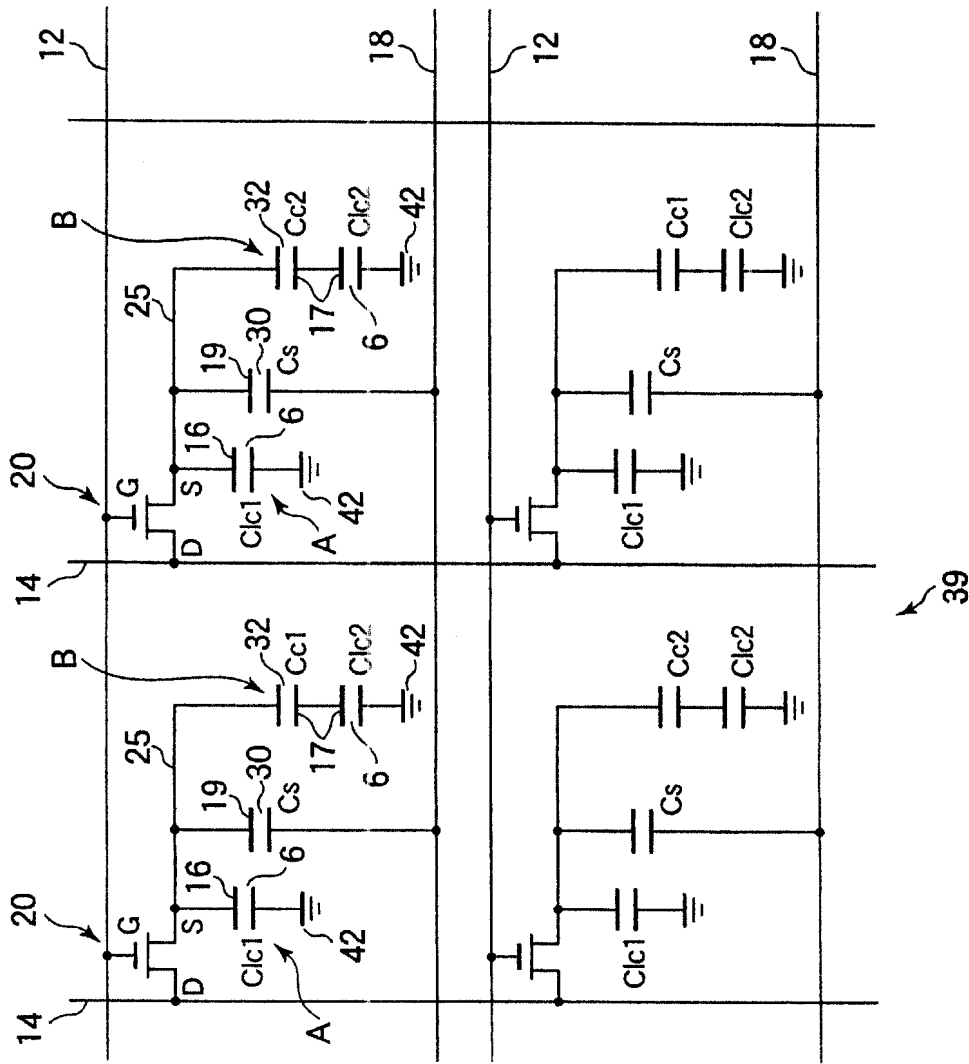 14 20 14 20 12
B B
G 25 G 25
D S D S
16 19 16 19
Clc1 6 30 32 Clc1 6 30 32
Cs Cc1 Cs Cc2
A 17 A 17
42 Clc2 42 Clc2
6 6
42 42
18
12
Clc1 Cs Cc2 Clc1 Cs Cc1
Clc2 Clc2
18
39